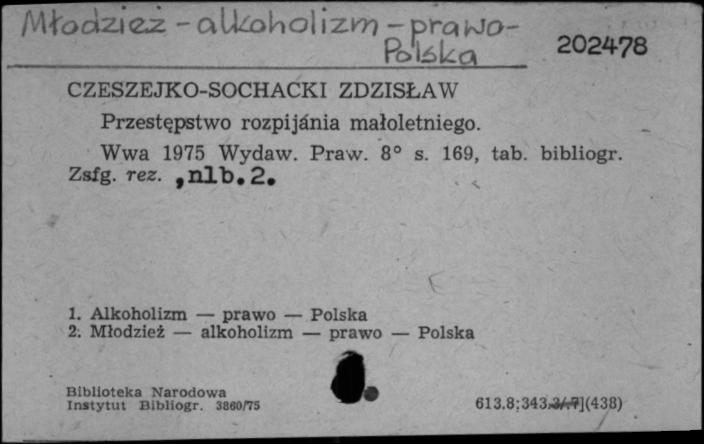 Młodzież - alkoholizm - prawo -
Polska
202478
CZESZEJKO-SOCHACKI ZDZISŁAW
Przestępstwo rozpijánia małoletniego.
Wwa 1975 Wydaw. Praw. 8° s. 169, tab. bibliogr.
Zsfg. rez. ,nlb.2.
1. Alkoholizm — prawo — Polska
2. Młodzież — alkoholizm — prawo — Polska
Biblioteka Narodowa
Instytut Bibliogr. 3860/75
613.8:343.3/.7](438)